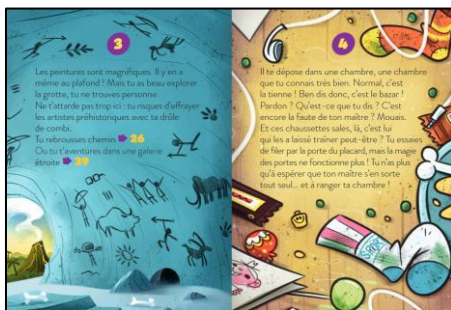 3
Les peintures sont magnifiques. Il y en a
même au plafond ! Mais tu as beau explorer
la grotte, tu ne trouves personne.
Ne t'attarde pas trop ici : tu risques d'effrayer
les artistes préhistoriques avec ta drôle
de combi.
Tu rebrousses chemin 26
Ou tu t'aventures dans une galerie
étroite 39
4
Il te dépose dans une chambre, une chambre
que tu connais très bien. Normal, c'est
la tienne ! Ben dis donc, c'est le bazar !
Pardon ? Qu'est-ce que tu dis ? C'est
encore la faute de ton maître ? Mouais.
Et ces chaussettes sales, là, c'est lui
qui les a laissé traîner peut-être ? Tu essaies
de filer par la porte du placard, mais la magie
des portes ne fonctionne plus ! Tu n'as plus
qu'à espérer que ton maître s'en sorte
tout seul... et à ranger ta chambre !
SPOR